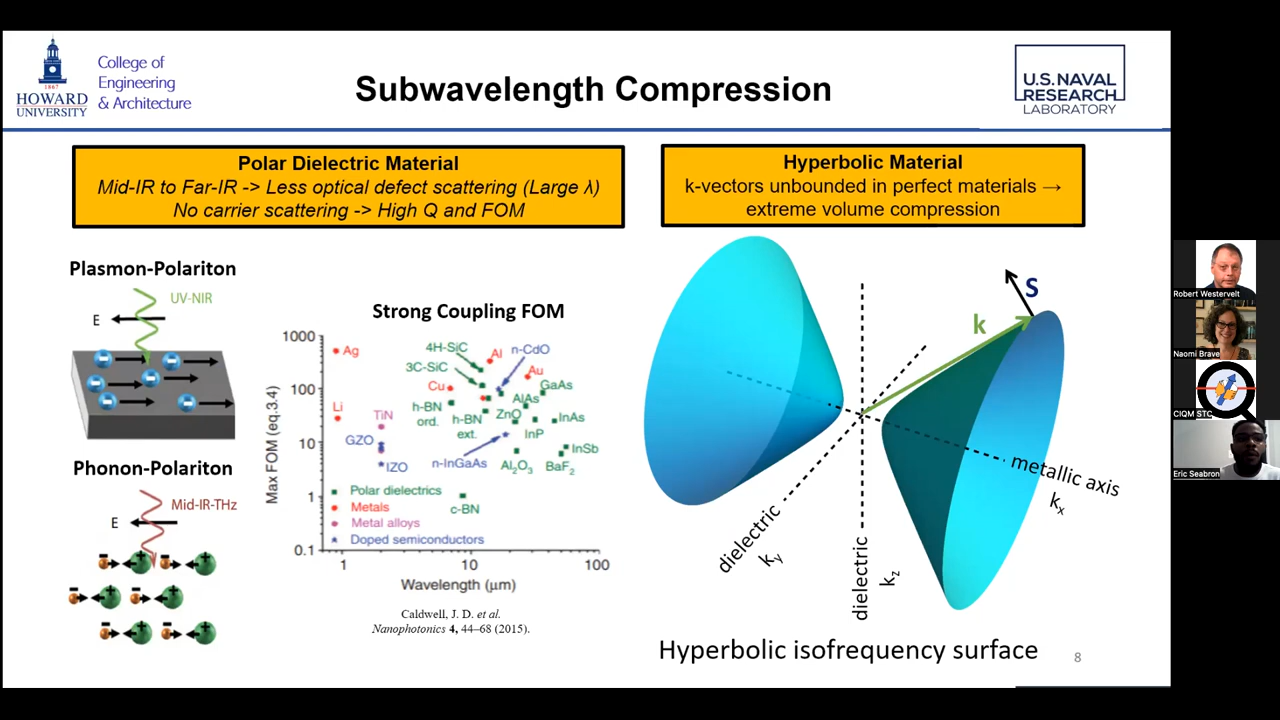 HOWARD
UNIVERSITY
1867
College of
Engineering
& Architecture
Subwavelength Compression
U.S. NAVAL
RESEARCH
LABORATORY
Polar Dielectric Material
Mid-IR to Far-IR -> Less optical defect scattering (Large λ)
No carrier scattering -> High Q and FOM
Hyperbolic Material
k-vectors unbounded in perfect materials →
extreme volume compression
Plasmon-Polariton
UV-NIR
E
Phonon-Polariton
Mid-IR-THz
E
Strong Coupling FOM
Max FOM (eq.3.4)
1000
100
10
1
0.1
Ag
4H-SiC
Al
n-CdO
3C-SiC
Au
Cu
GaAs
AlAs
Li
h-BN
ord.
h-BN
ext.
ZnO
InAs
TiN
InP
GZO
IZO
n-InGaAs
Al₂O₃
BaF₂
InSb
Polar dielectrics
Metals
Metal alloys
Doped semiconductors
c-BN
1
10
100
Wavelength (μm)
Caldwell, J. D. et al.
Nanophotonics 4, 44–68 (2015).
S
k
metallic axis
kₓ
dielectric
k_y
dielectric
k_z
Hyperbolic isofrequency surface
8
Robert Westervelt
Naomi Brave
CIQM STC
Eric Seabron